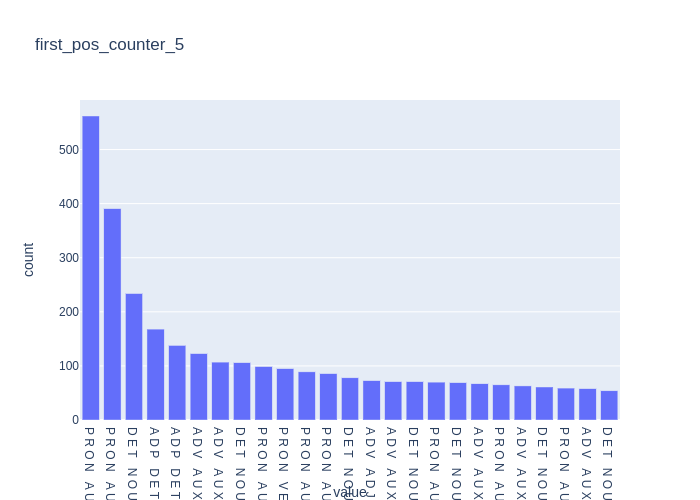 first_pos_counter_5
count
500
400
300
200
100
0
PRON AU
PRON AU
DET NOU
ADP DET
ADP DET
ADV AUX
ADV AUX
DET NOU
PRON AU
PRON VE
PRON AU
PRON AU
DET NOU
ADV ADJ
ADV AUX
DET NOU
PRON AU
DET NOU
ADV AUX
PRON AU
ADV AUX
DET NOU
PRON AU
ADV AUX
DET NOU
value